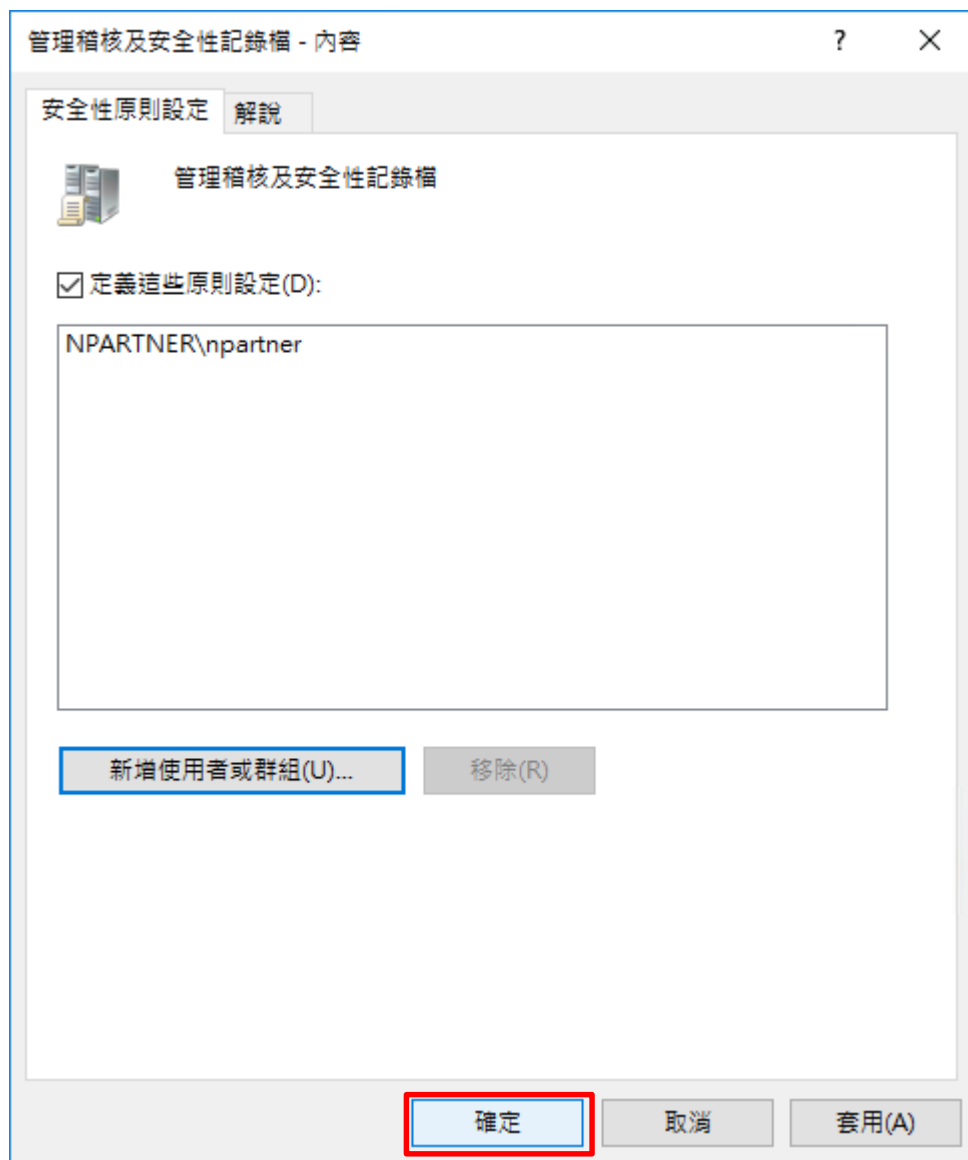 管理稽核及安全性記錄檔 - 內容
?
安全性原則設定
解說
管理稽核及安全性記錄檔
定義這些原則設定(D):
NPARTNER\npartner
新增使用者或群組(U)...
移除(R)
確定
取消
套用(A)